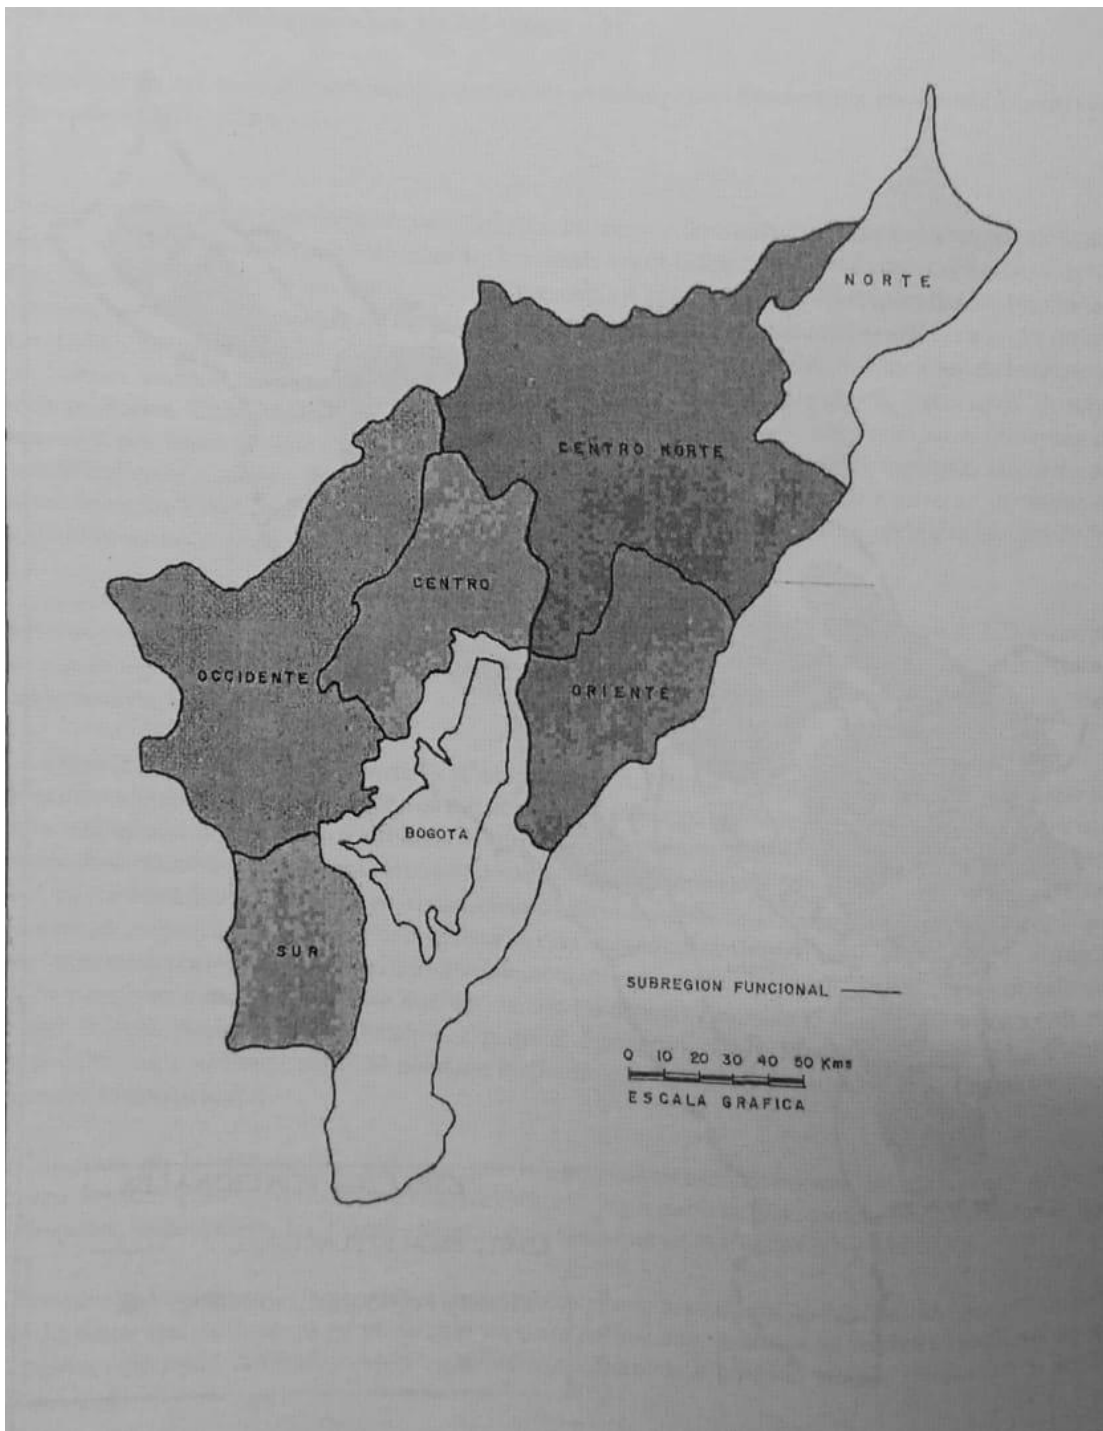 NORTE
CENTRO NORTE
CENTRO
OCCIDENTE
ORIENTE
BOGOTA
SUR
SUBREGION FUNCIONAL
0 10 20 30 40 50 Kms
ESCALA GRAFICA